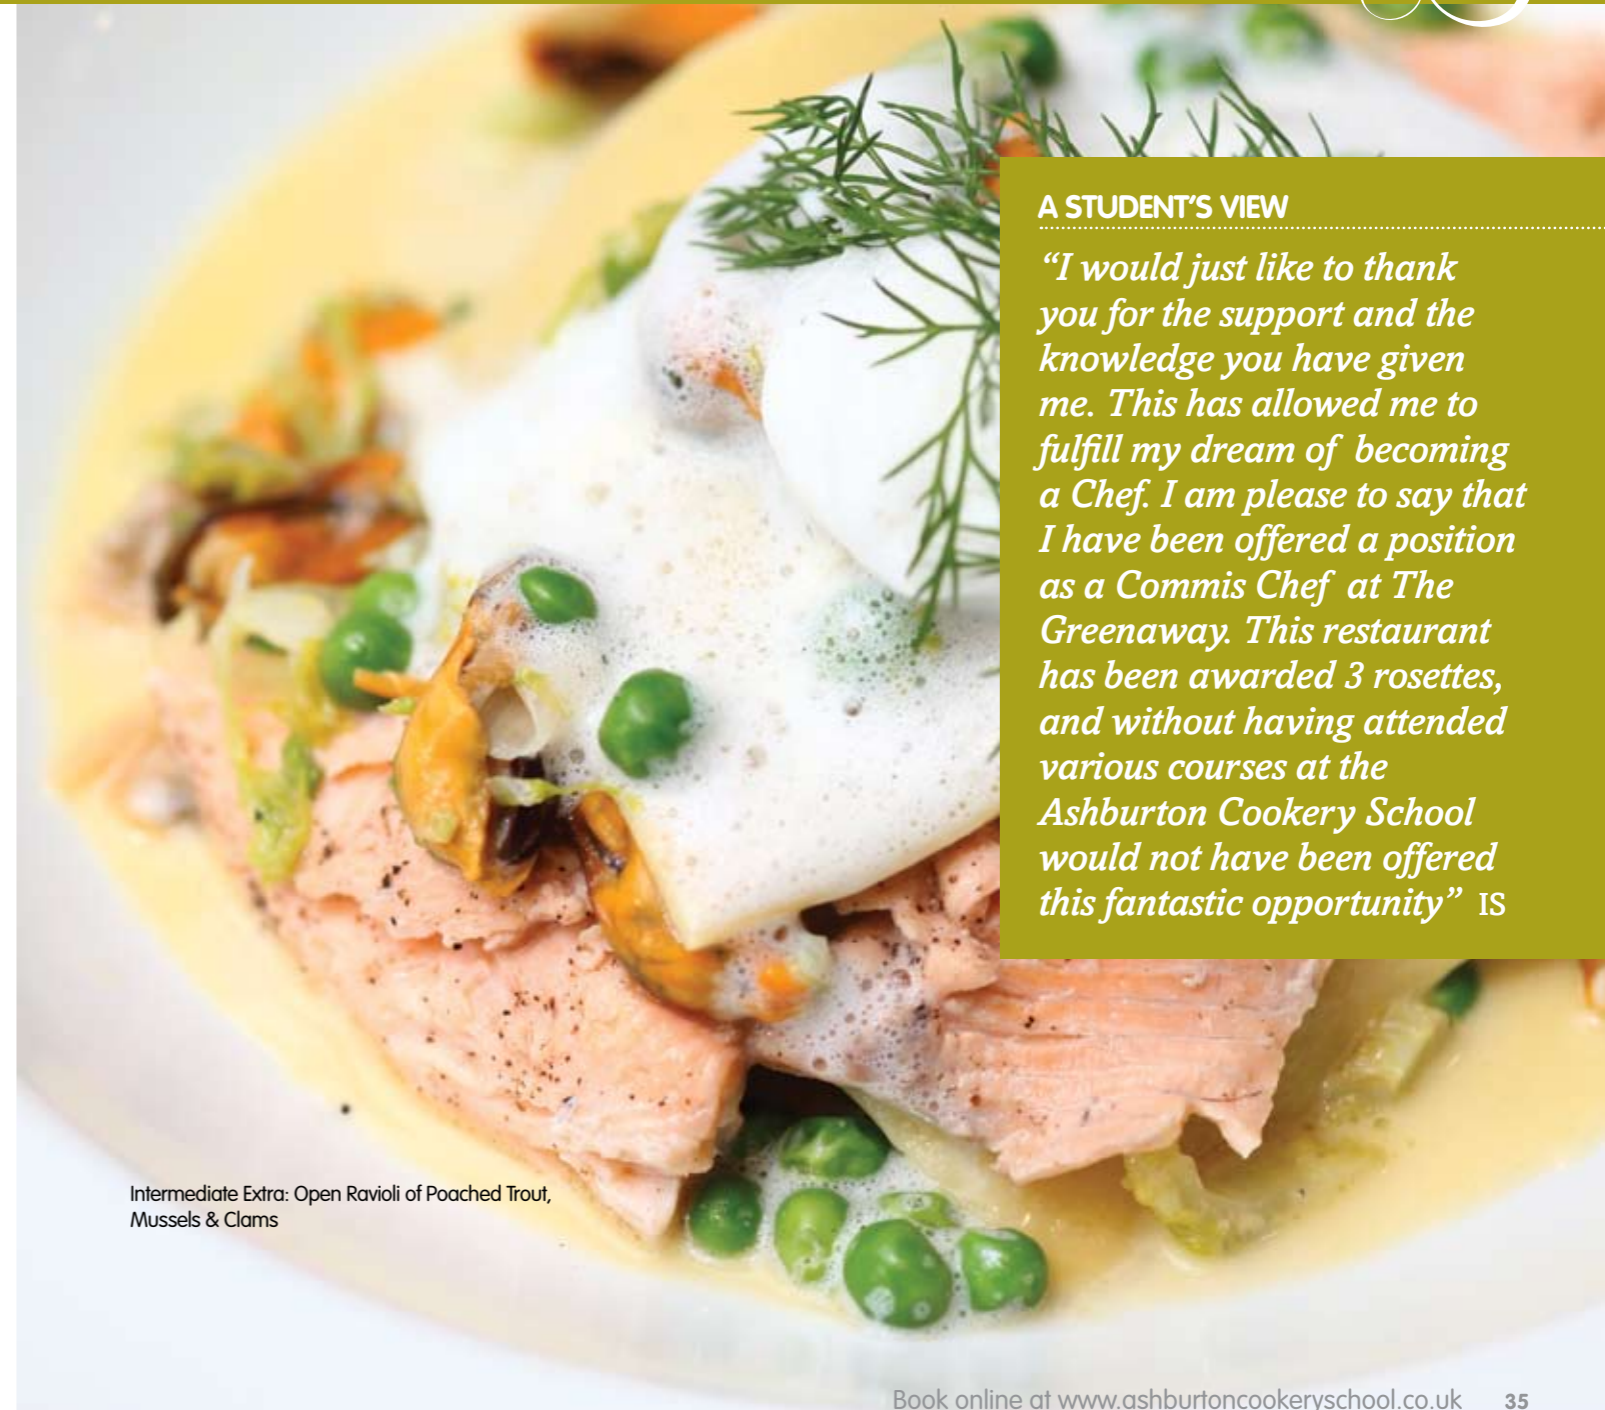 A STUDENT'S VIEW
“I would just like to thank
you for the support and the
knowledge you have given
me. This has allowed me to
fulfill my dream of becoming
a Chef. I am please to say that
I have been offered a position
as a Commis Chef at The
Greenaway. This restaurant
has been awarded 3 rosettes,
and without having attended
various courses at the
Ashburton Cookery School
would not have been offered
this fantastic opportunity” IS
Intermediate Extra: Open Ravioli of Poached Trout,
Mussels & Clams
Book online at www.ashburtoncookeryschool.co.uk 35